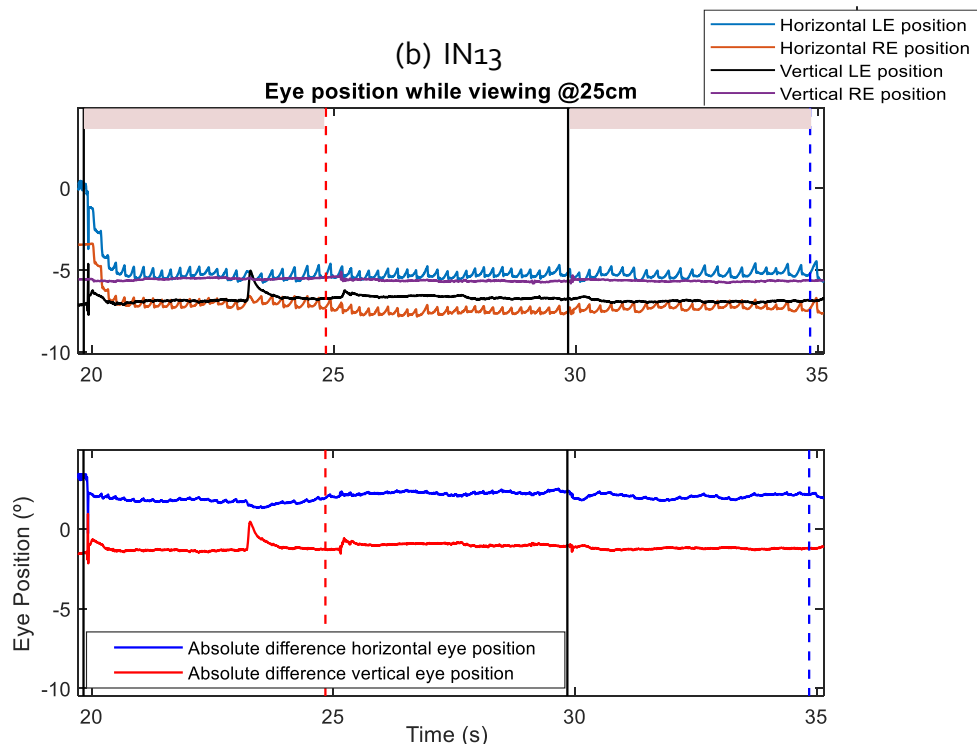 Horizontal LE position
Horizontal RE position
Vertical LE position
Vertical RE position
(b) IN13
Eye position while viewing @25cm
0
-5
-10
20
25
30
35
0
-5
-10
Eye Position (º)
Absolute difference horizontal eye position
Absolute difference vertical eye position
20
25
30
35
Time (s)